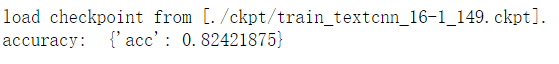 load checkpoint from [./ckpt/train_textcnn_16-1_149.ckpt].
accuracy:  {'acc': 0.82421875}